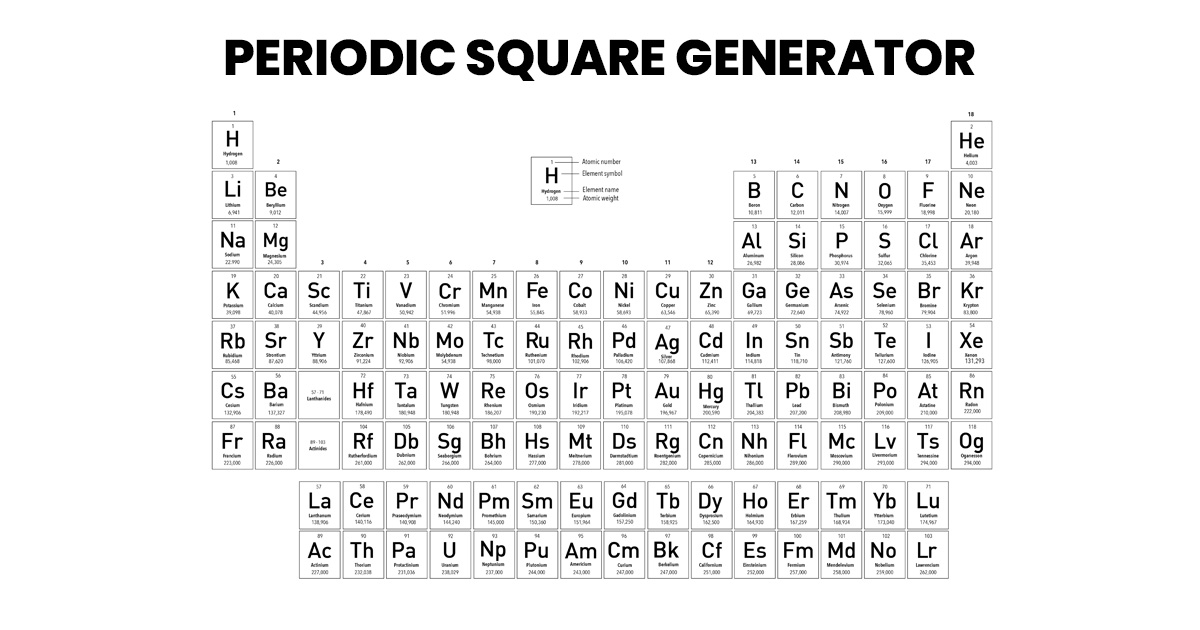 PERIODIC SQUARE GENERATOR
1 18
1 2
H He
Hydrogen Helium
1,008 4,003
2 13 14 15 16 17
1 Atomic number
H Element symbol
Hydrogen Element name
1,008 Atomic weight
3 4 5 6 7 8 9 10
Li Be B C N O F Ne
Lithium Beryllium Boron Carbon Nitrogen Oxygen Fluorine Neon
6,941 9,012 10,811 12,011 14,007 15,999 18,998 20,180
11 12 13 14 15 16 17 18
Na Mg Al Si P S Cl Ar
Sodium Magnesium Aluminum Silicon Phosphorus Sulfur Chlorine Argon
22,990 24,305 26,982 28,086 30,974 32,065 35,453 39,948
3 4 5 6 7 8 9 10 11 12
19 20 21 22 23 24 25 26 27 28 29 30 31 32 33 34 35 36
K Ca Sc Ti V Cr Mn Fe Co Ni Cu Zn Ga Ge As Se Br Kr
Calcium Scandium Titanium Vanadium Chromium Manganese Iron Cobalt Nickel Copper Zinc Gallium Germanium Arsenic Selenium Bromine Krypton
39,098 40,078 44,956 47,867 50,942 51,996 54,938 55,845 58,933 58,693 63,546 65,390 69,723 72,640 74,922 78,960 79,904 83,800
37 38 39 40 41 42 43 44 45 46 47 48 49 50 51 52 53 54
Rb Sr Y Zr Nb Mo Tc Ru Rh Pd Ag Cd In Sn Sb Te I Xe
Rubidium Strontium Yttrium Zirconium Niobium Molybdenum Technetium Ruthenium Rhodium Palladium Silver Cadmium Indium Tin Antimony Tellurium Iodine Xenon
85,468 87,620 88,906 91,224 92,906 54,938 98,000 101,070 102,906 106,420 107,868 112,411 114,818 118,710 121,760 127,600 126,905 131,293
55 56 57 - 71 72 73 74 75 76 77 78 79 80 81 82 83 84 85 86
Cs Ba Lanthanides Hf Ta W Re Os Ir Pt Au Hg Tl Pb Bi Po At Rn
Barium Tantalum Tungsten Rhenium Osmium Iridium Platinum Gold Mercury Thallium Lead Bismuth Polonium Astatine Radon
132,906 137,327 178,490 180,948 180,948 186,207 190,230 192,217 195,078 196,967 200,590 204,383 207,200 208,980 209,000 210,000 222,000
87 88 89 - 103 104 105 106 107 108 109 110 111 112 113 114 115 116 117 118
Fr Ra Actinides Rf Db Sg Bh Hs Mt Ds Rg Cn Nh Fl Mc Lv Ts Og
Radium Rutherfordium Dubnium Seaborgium Bohrium Hassium Meitnerium Darmstadtium Roentgenium Copernicium Nihonium Flerovium Moscovium Livermorium Tennessine Oganesson
223,000 226,000 261,000 262,000 266,000 264,000 277,000 278,000 281,000 282,000 285,000 286,000 289,000 290,000 293,000 294,000 294,000
57 58 59 60 61 62 63 64 65 66 67 68 69 70 71
La Ce Pr Nd Pm Sm Eu Gd Tb Dy Ho Er Tm Yb Lu
Lanthanum Cerium Praseodymium Neodymium Promethium Samarium Europium Terbium Dysprosium Holmium Erbium Thulium Ytterbium Lutetium
138,906 140,116 140,908 144,240 145,000 150,360 151,964 157,250 158,925 162,500 164,930 167,259 168,934 173,040 174,967
89 90 91 92 93 94 95 96 97 98 99 100 101 102 103
Ac Th Pa U Np Pu Am Cm Bk Cf Es Fm Md No Lr
Actinium Thorium Protactinium Uranium Neptunium Plutonium Americium Curium Californium Einsteinium Fermium Mendelevium Nobelium Lawrencium
227,000 232,038 231,036 238,029 237,000 244,000 243,000 247,000 247,000 251,000 252,000 257,000 258,000 259,000 262,000